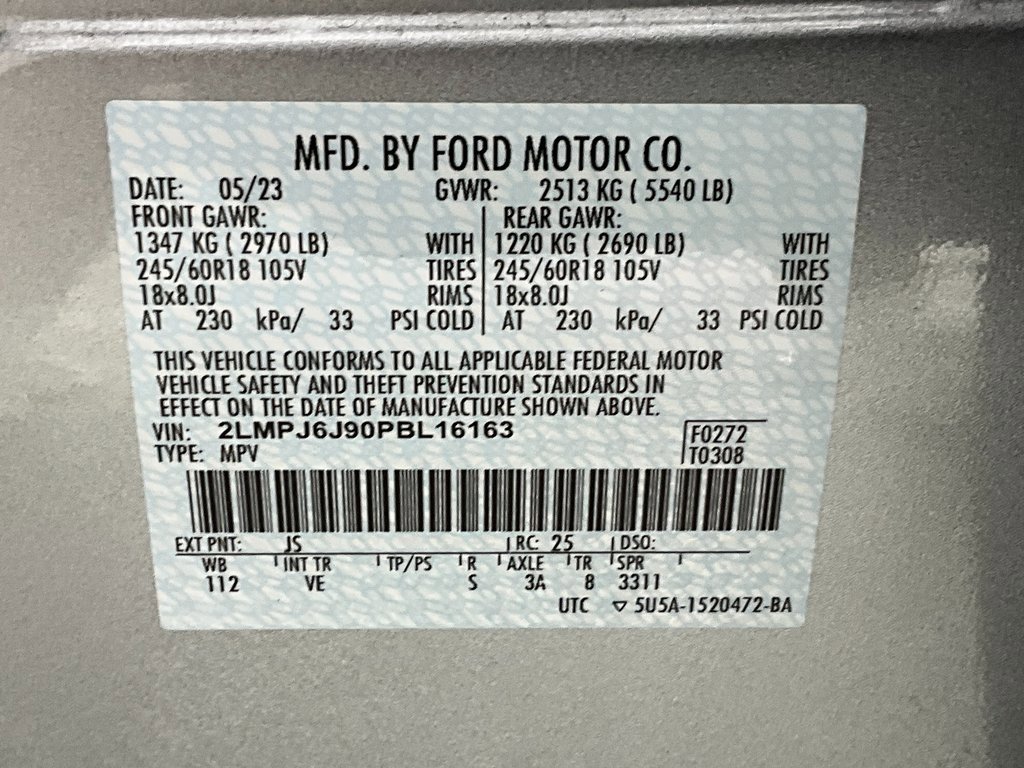 MFD. BY FORD MOTOR CO.
DATE: 05/23 GVWR: 2513 KG ( 5540 LB)
FRONT GAWR: REAR GAWR:
1347 KG ( 2970 LB) WITH 1220 KG ( 2690 LB) WITH
245/60R18 105V TIRES 245/60R18 105V TIRES
18x8.0J RIMS 18x8.0J RIMS
AT 230 kPa/ 33 PSI COLD AT 230 kPa/ 33 PSI COLD
THIS VEHICLE CONFORMS TO ALL APPLICABLE FEDERAL MOTOR
VEHICLE SAFETY AND THEFT PREVENTION STANDARDS IN
EFFECT ON THE DATE OF MANUFACTURE SHOWN ABOVE.
VIN: 2LMPJ6J90PBL16163 F0272
TYPE: MPV T0308
EXT PNT: JS RC: 25 DSO:
WB INT TR TP/PS R AXLE TR SPR
112 VE S 3A 8 3311
UTC ▽ 5U5A-1520472-BA